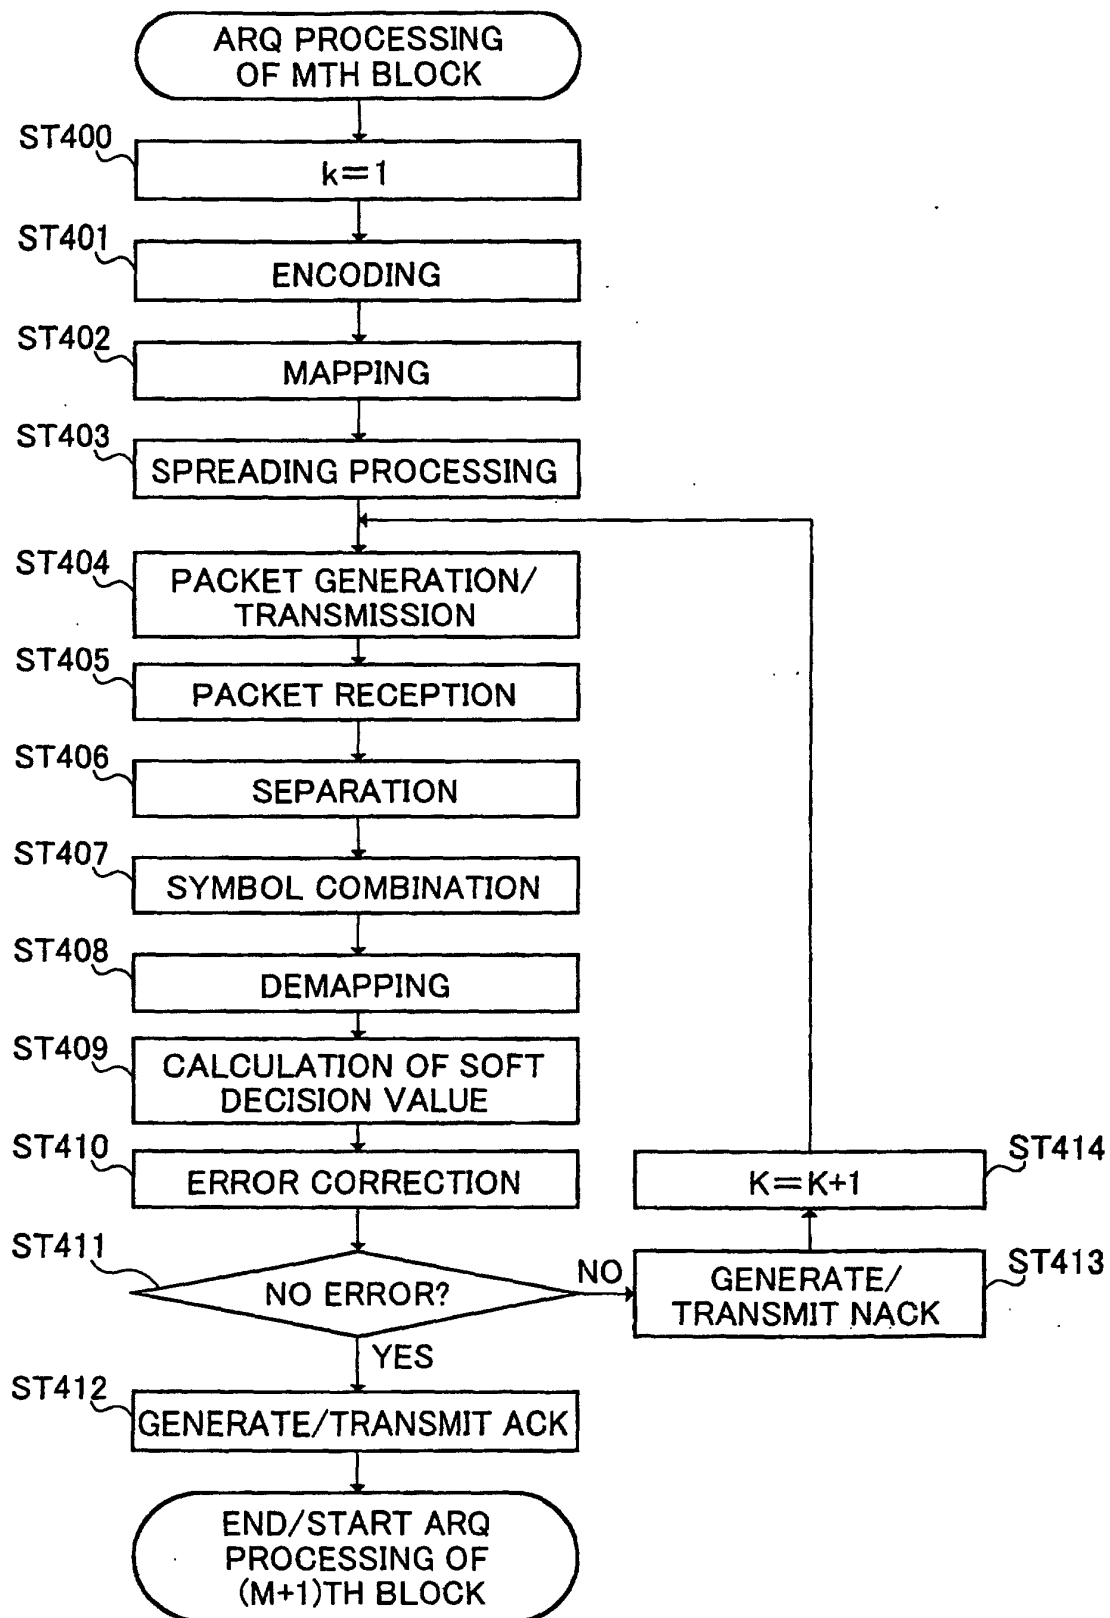 ARQ PROCESSING
OF MTH BLOCK
ST400
k=1
ST401
ENCODING
ST402
MAPPING
ST403
SPREADING PROCESSING
ST404
PACKET GENERATION/
TRANSMISSION
ST405
PACKET RECEPTION
ST406
SEPARATION
ST407
SYMBOL COMBINATION
ST408
DEMAPPING
ST409
CALCULATION OF SOFT
DECISION VALUE
ST410
ERROR CORRECTION
ST414
K=K+1
ST411
NO ERROR?
NO
ST413
GENERATE/
TRANSMIT NACK
YES
ST412
GENERATE/TRANSMIT ACK
END/START ARQ
PROCESSING OF
(M+1)TH BLOCK